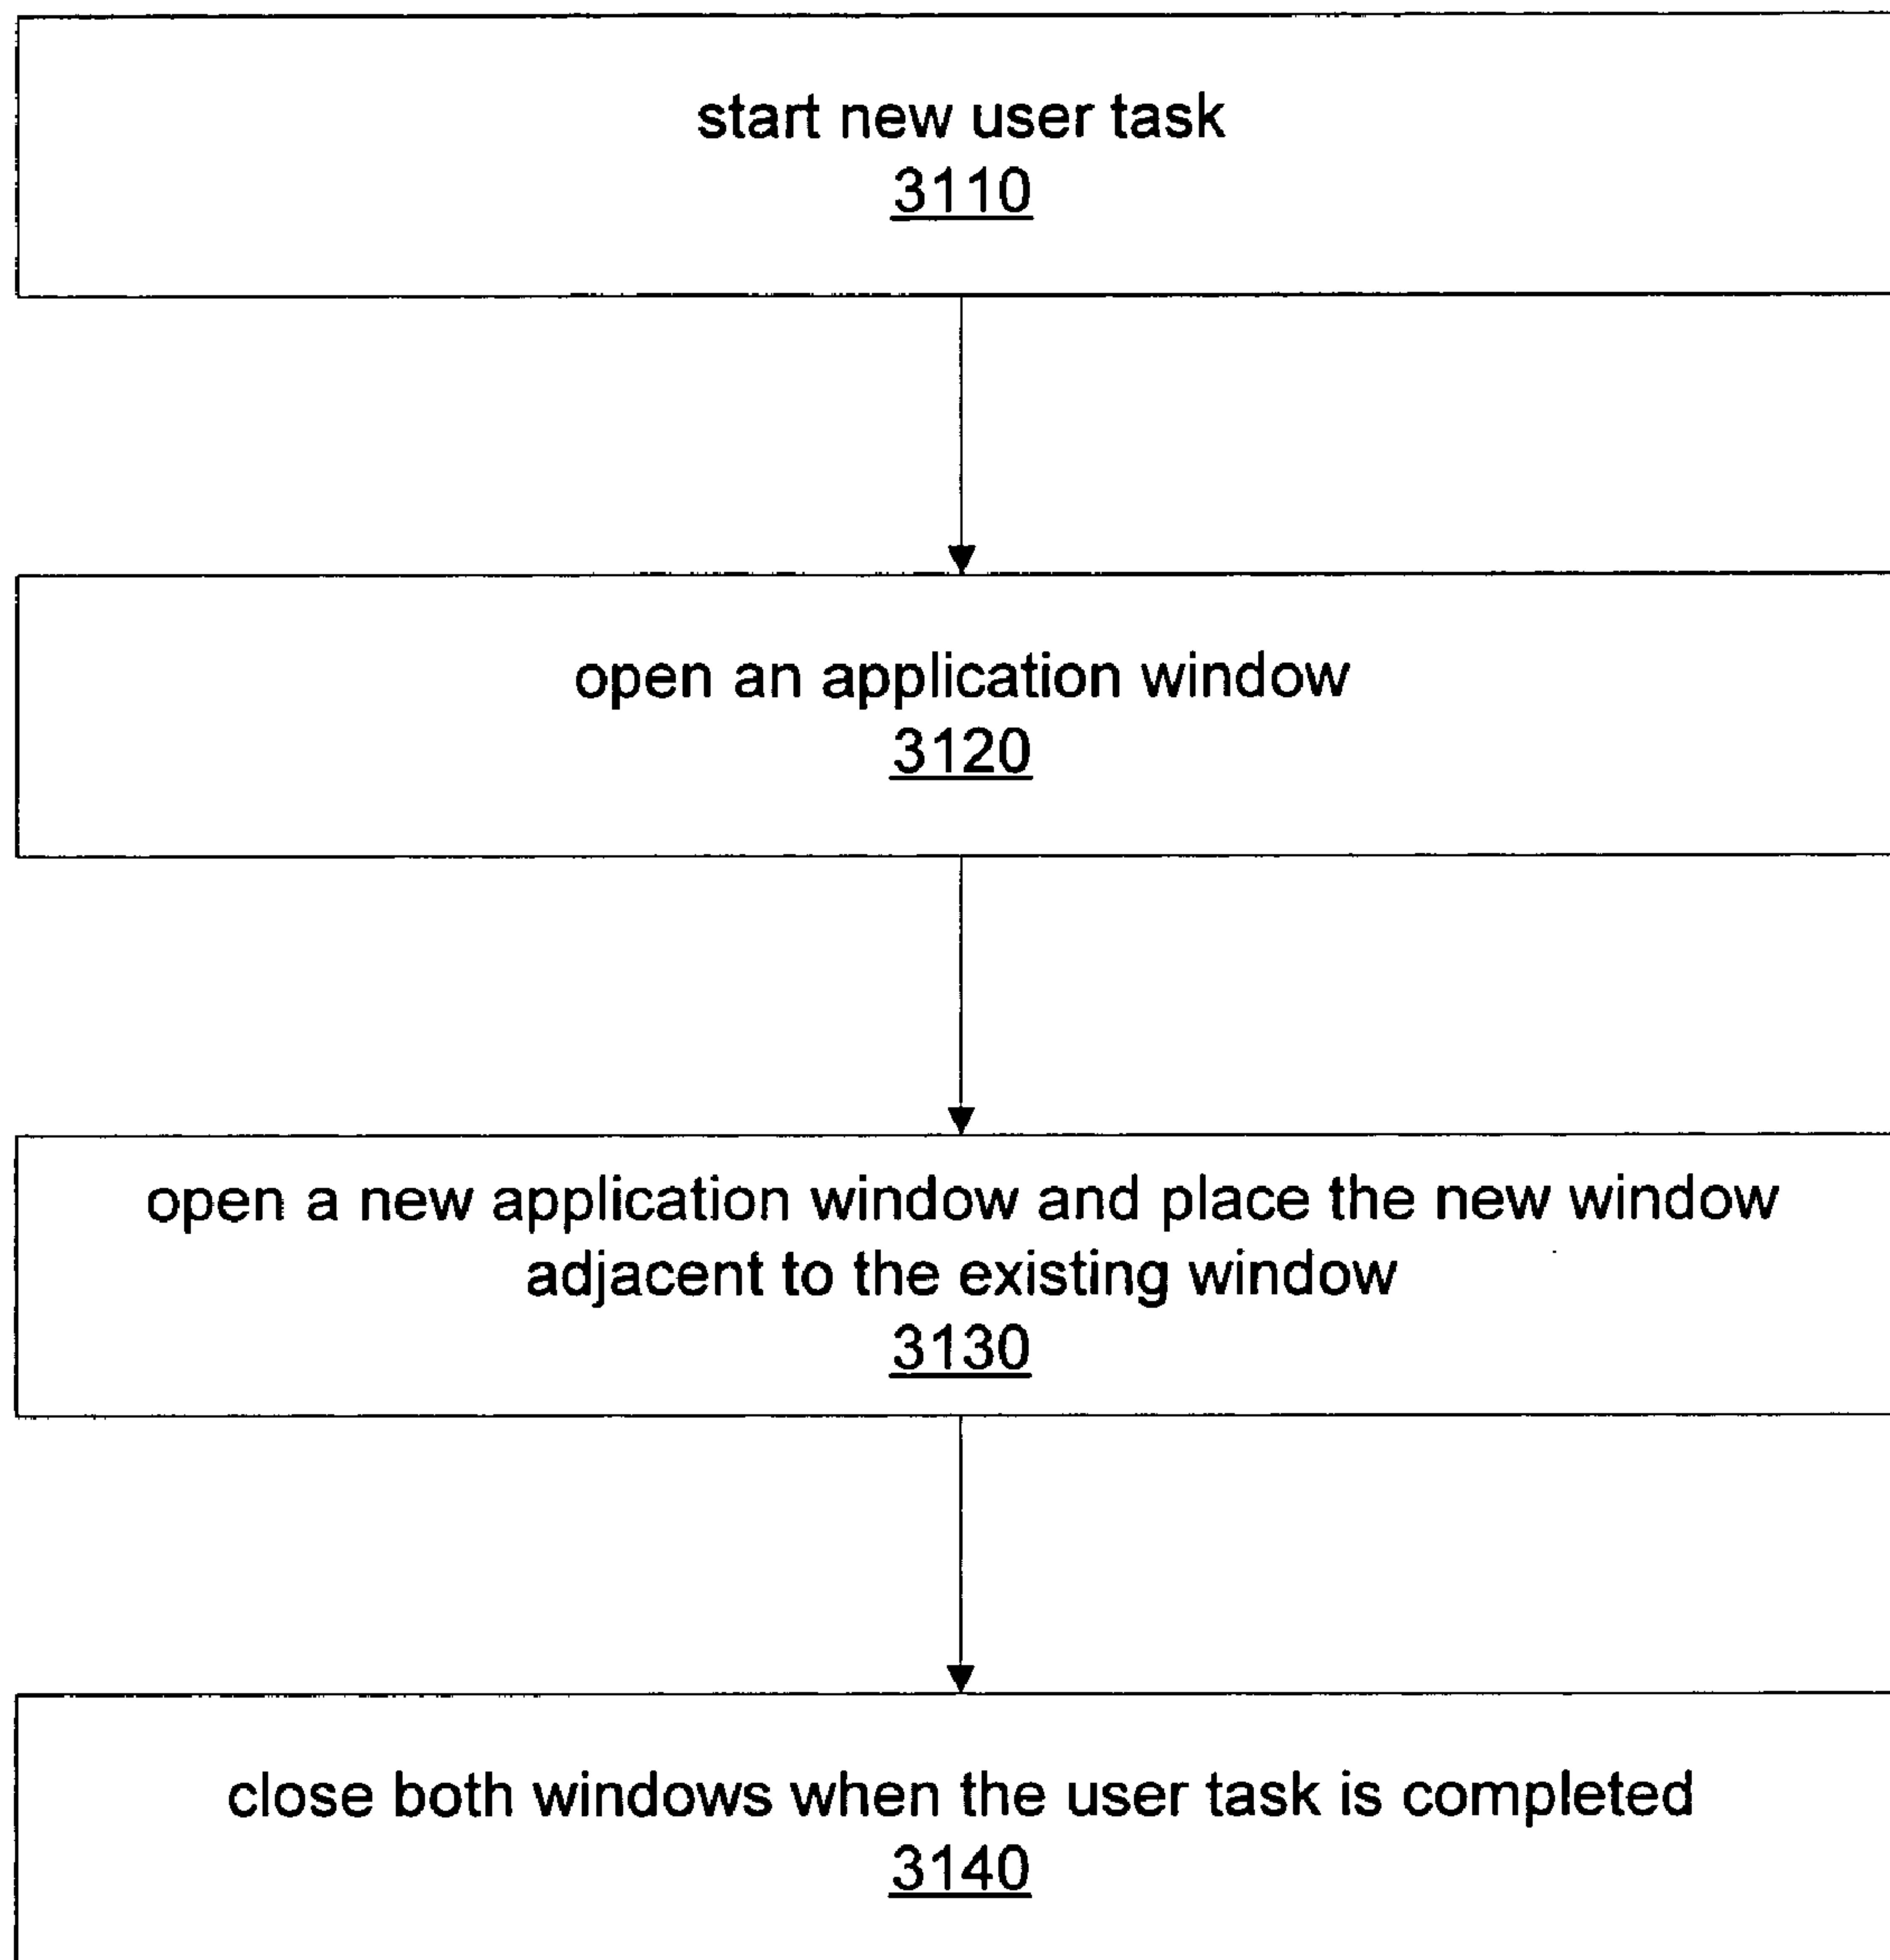 start new user task
3110
open an application window
3120
open a new application window and place the new window
adjacent to the existing window
3130
close both windows when the user task is completed
3140